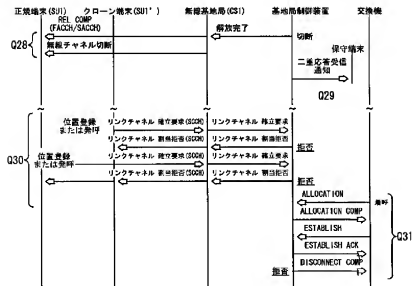 正規端末(SU1) クローン端末(SU1') 無線基地局(CS1) 基地局制御装置 交換機
REL COMP
(FACCH/SACCH)
解放完了
切断
Q28
無線チャネル切断
保守端末
二重応答受信
通知
Q29
位置登録
または発呼
リンクチャネル 確立要求(SCCH) リンクチャネル 確立要求
リンクチャネル 割当拒否(SCCH) リンクチャネル 割当拒否
拒否
Q30
位置登録
または発呼
リンクチャネル 確立要求(SCCH) リンクチャネル 確立要求
リンクチャネル 割当拒否(SCCH) リンクチャネル 割当拒否
拒否
ALLOCATION
着呼
ALLOCATION COMP
ESTABLISH
Q31
ESTABLISH ACK
DISCONNECT COMP
拒否